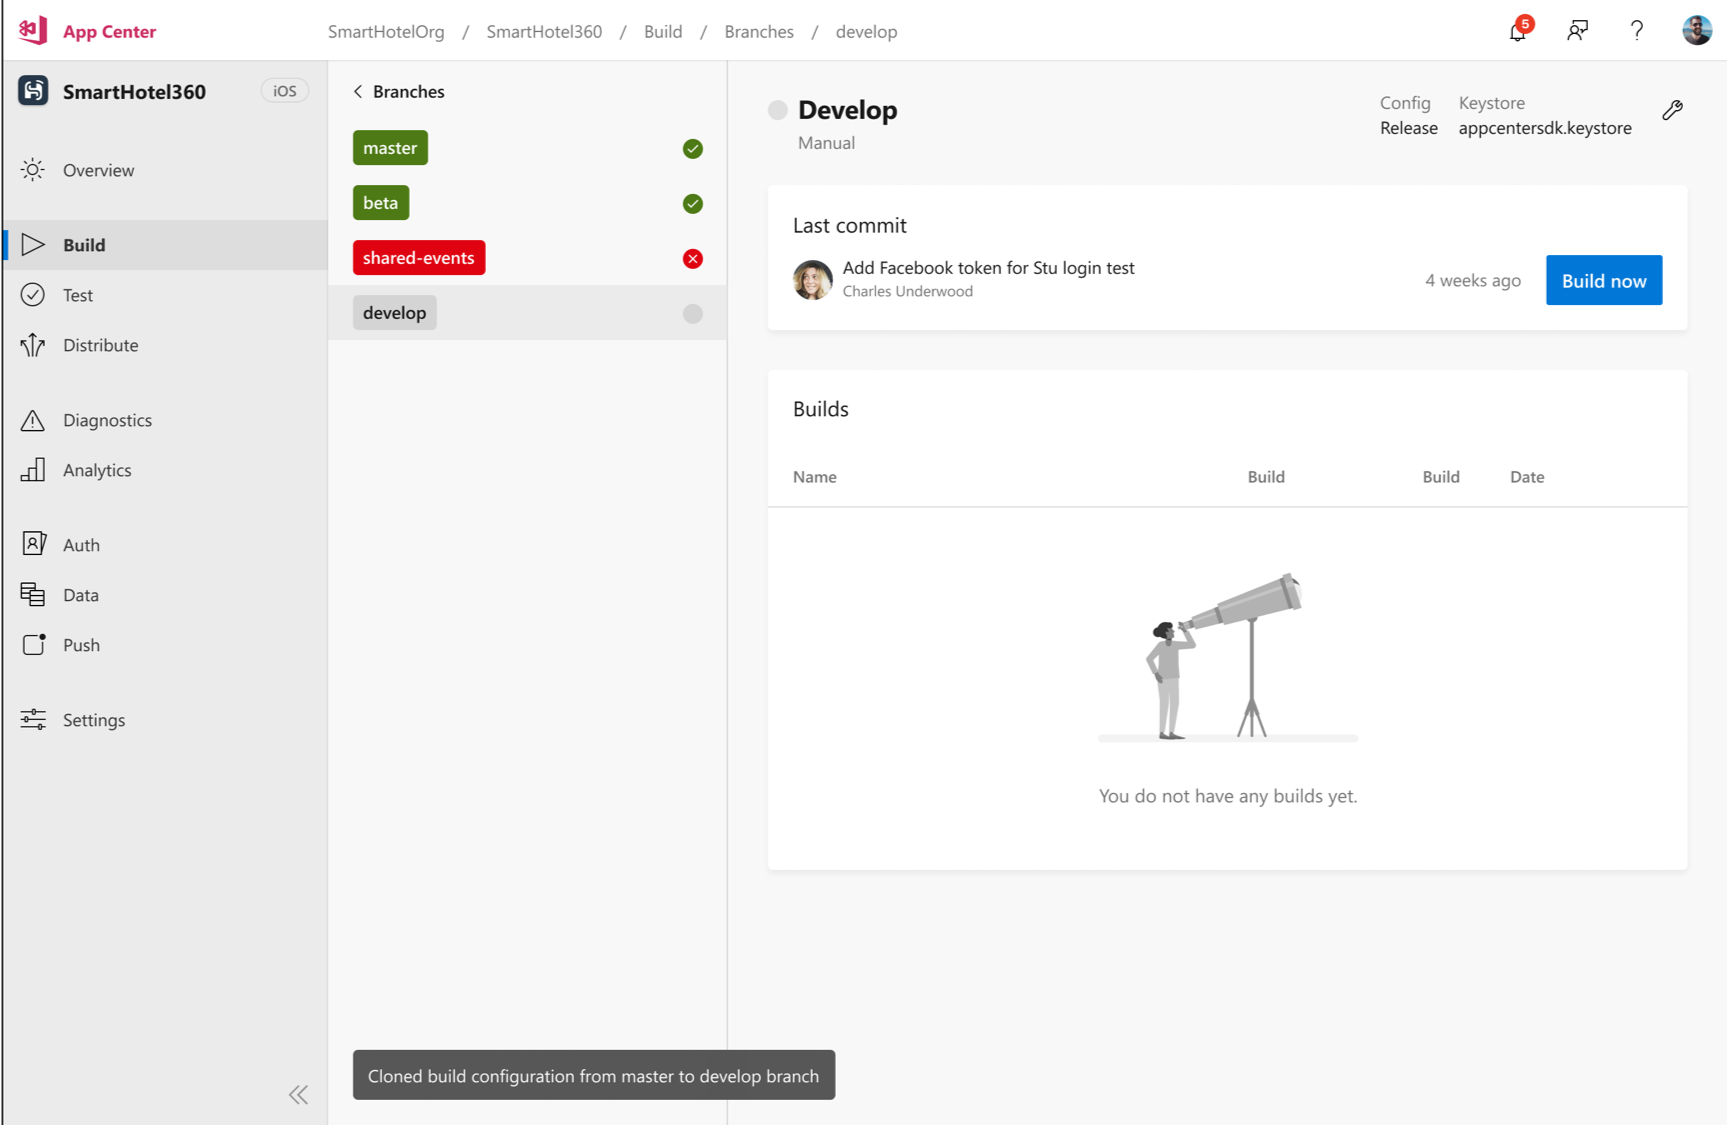 App Center
SmartHotelOrg / SmartHotel360 / Build / Branches / develop
5
?
SmartHotel360
iOS
Overview
Build
Test
Distribute
Diagnostics
Analytics
Auth
Data
Push
Settings
Branches
master
beta
shared-events
develop
Develop
Manual
Config
Release
Keystore
appcentersdk.keystore
Last commit
Add Facebook token for Stu login test
Charles Underwood
4 weeks ago
Build now
Builds
Name Build Build Date
You do not have any builds yet.
Cloned build configuration from master to develop branch